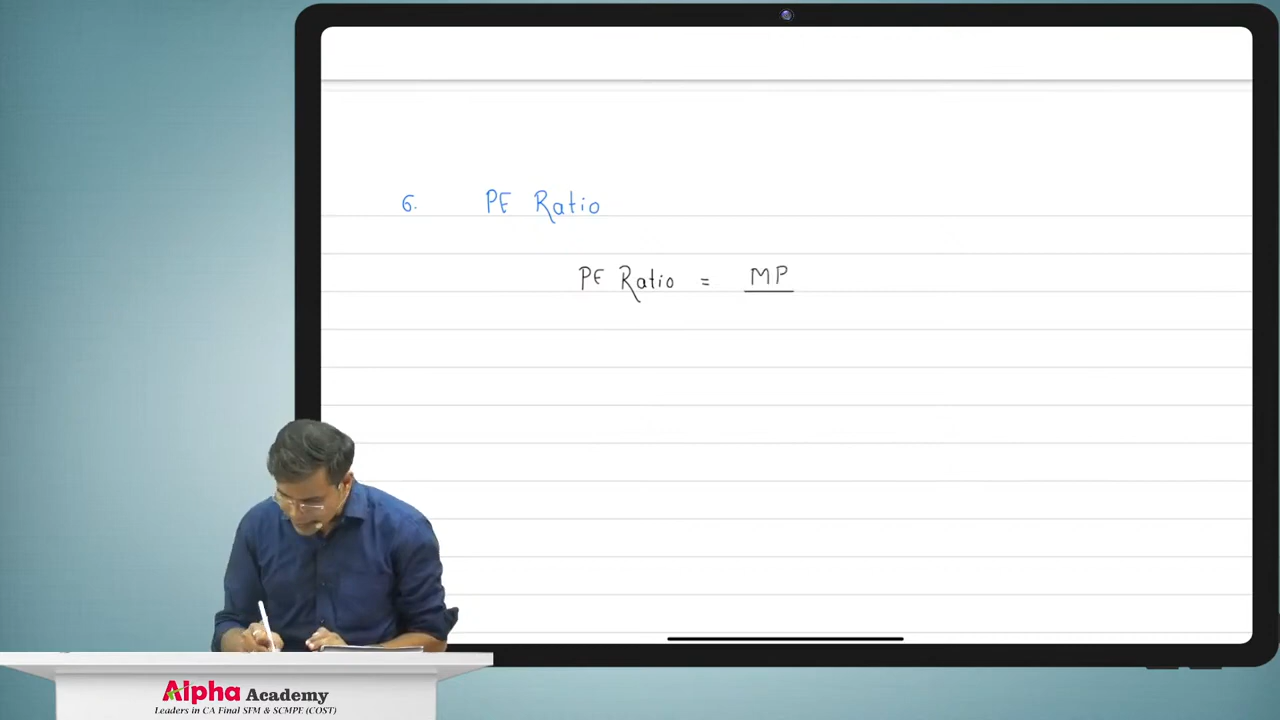 6. PE Ratio
PE Ratio = MP
Alpha Academy
Leaders in CA Final SFM & SCMPE (COST)